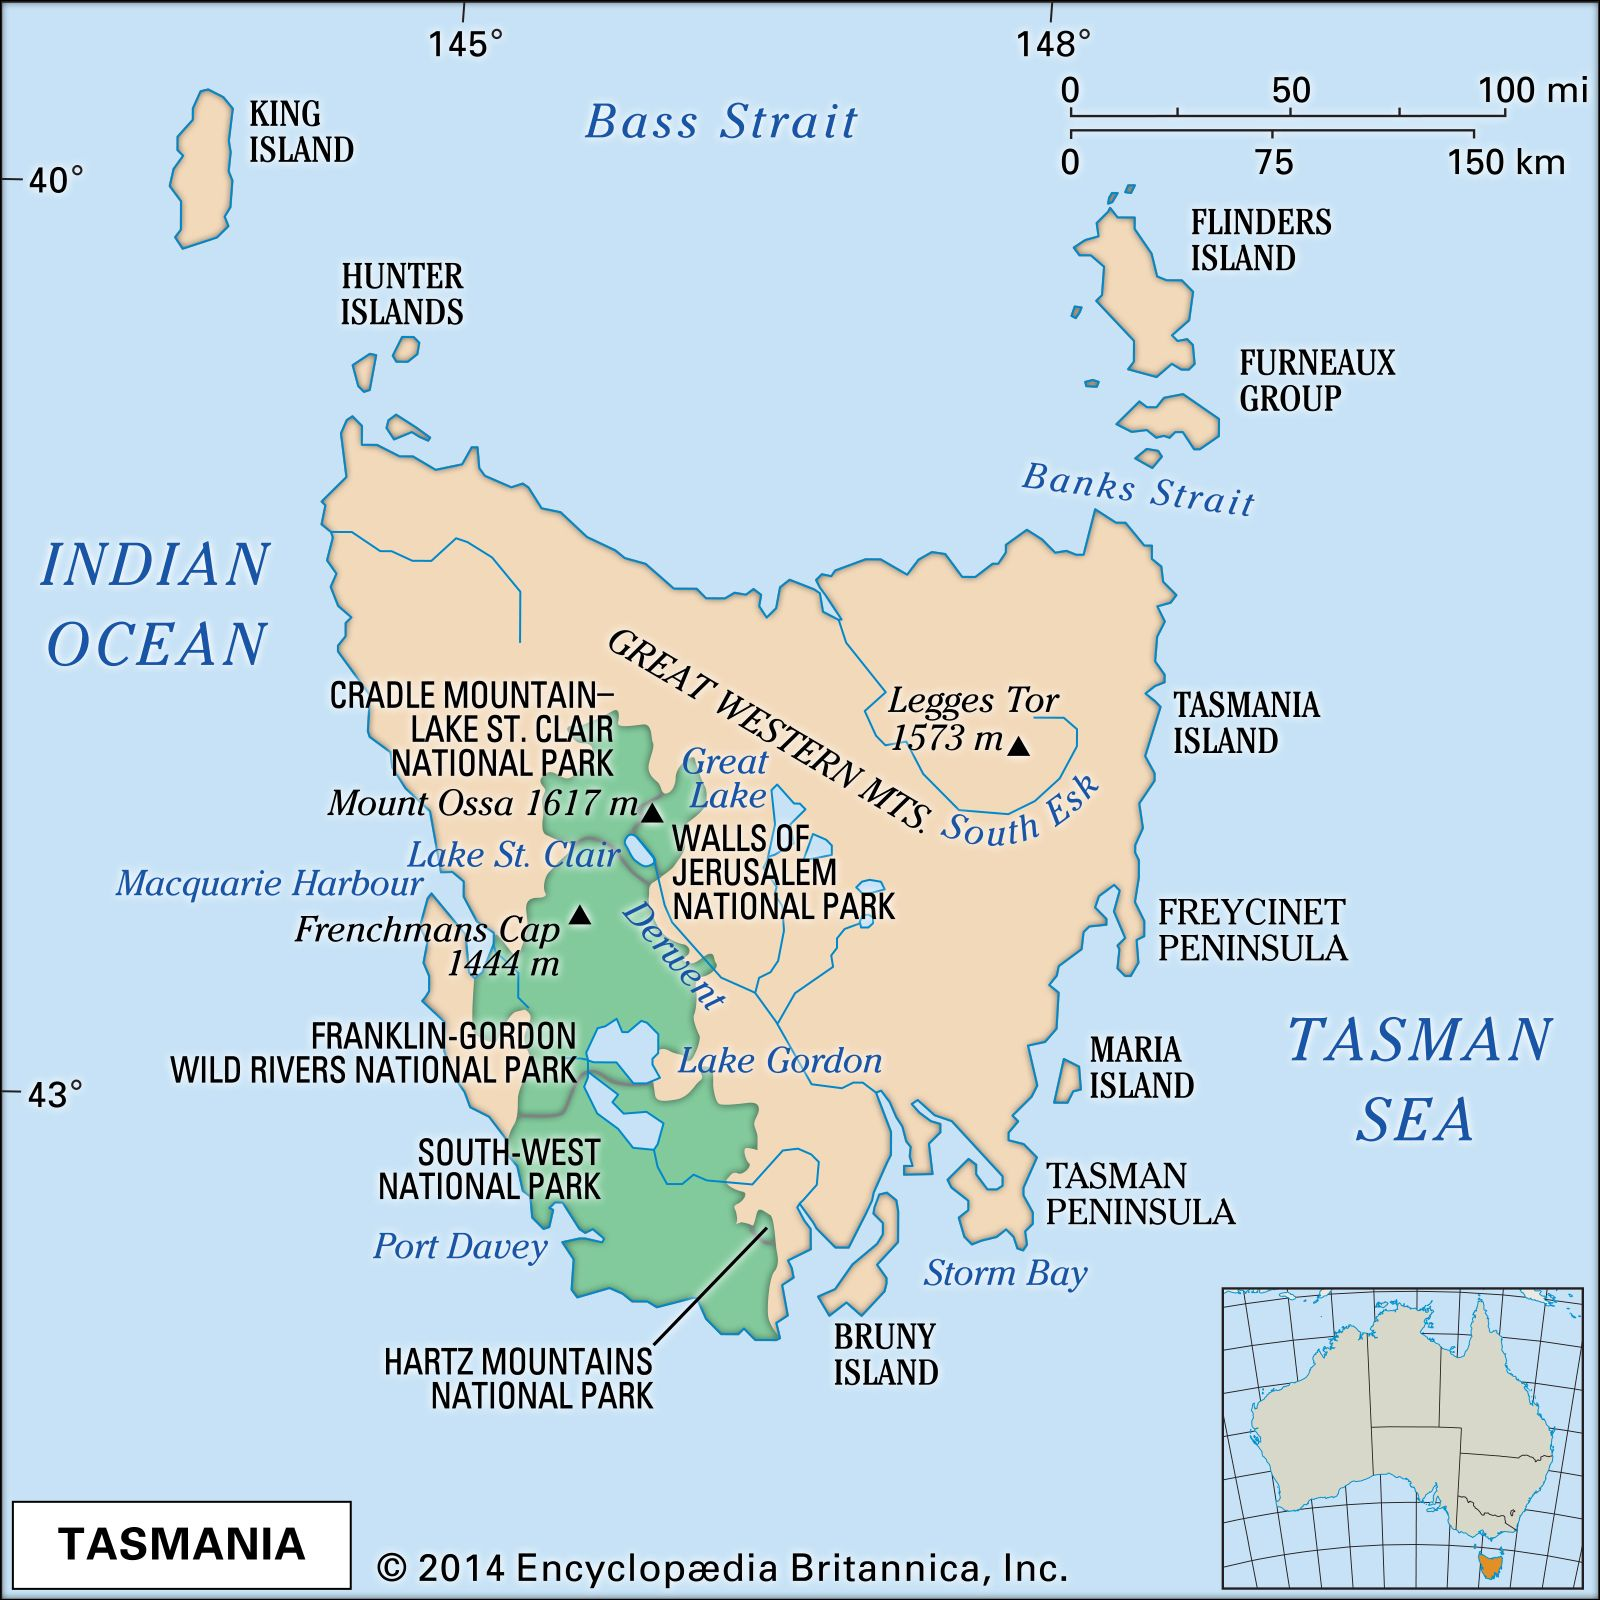 145°
148°
0 50 100 mi
0 75 150 km
40°
KING
ISLAND
Bass Strait
FLINDERS
ISLAND
HUNTER
ISLANDS
FURNEAUX
GROUP
Banks Strait
INDIAN
OCEAN
GREAT WESTERN MTS.
CRADLE MOUNTAIN–
LAKE ST. CLAIR
NATIONAL PARK
Legges Tor
1573 m
TASMANIA
ISLAND
Great
Lake
Mount Ossa 1617 m
South Esk
WALLS OF
JERUSALEM
NATIONAL PARK
Lake St. Clair
Macquarie Harbour
Frenchmans Cap
1444 m
Derwent
FREYCINET
PENINSULA
FRANKLIN-GORDON
WILD RIVERS NATIONAL PARK
Lake Gordon
TASMAN
SEA
MARIA
ISLAND
43°
SOUTH-WEST
NATIONAL PARK
TASMAN
PENINSULA
Port Davey
Storm Bay
BRUNY
ISLAND
HARTZ MOUNTAINS
NATIONAL PARK
TASMANIA
© 2014 Encyclopædia Britannica, Inc.